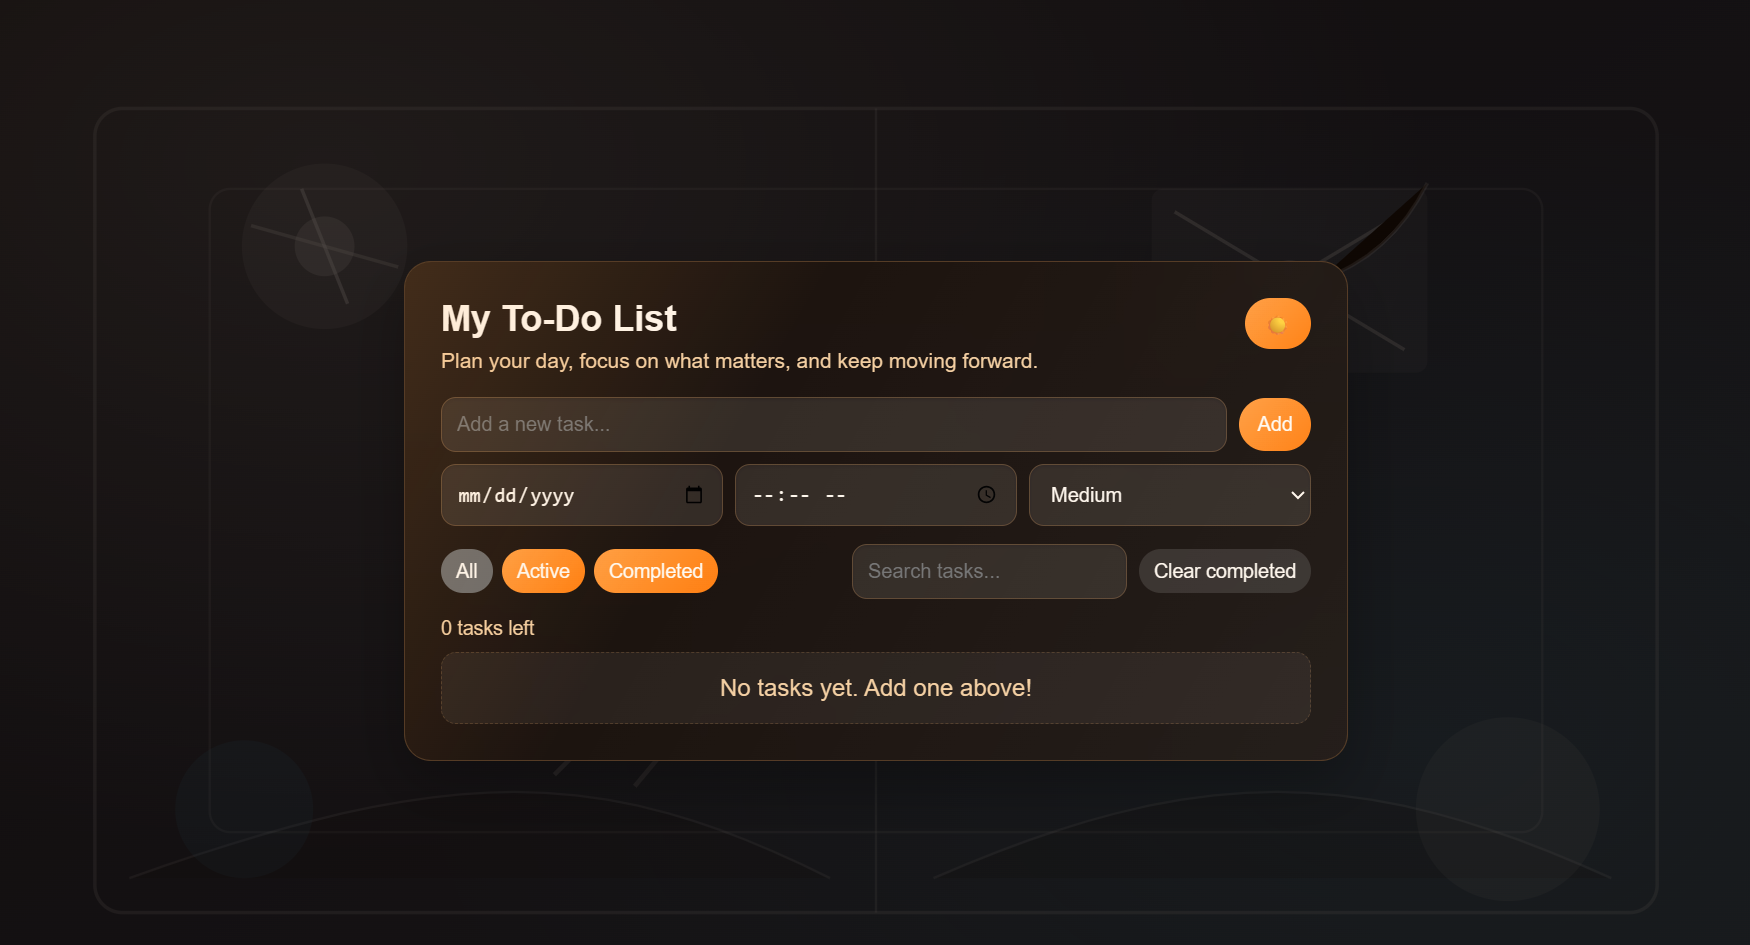 My To-Do List
Plan your day, focus on what matters, and keep moving forward.
Add a new task...
Add
mm/dd/yyyy
--:-- --
Medium
All
Active
Completed
Search tasks...
Clear completed
0 tasks left
No tasks yet. Add one above!